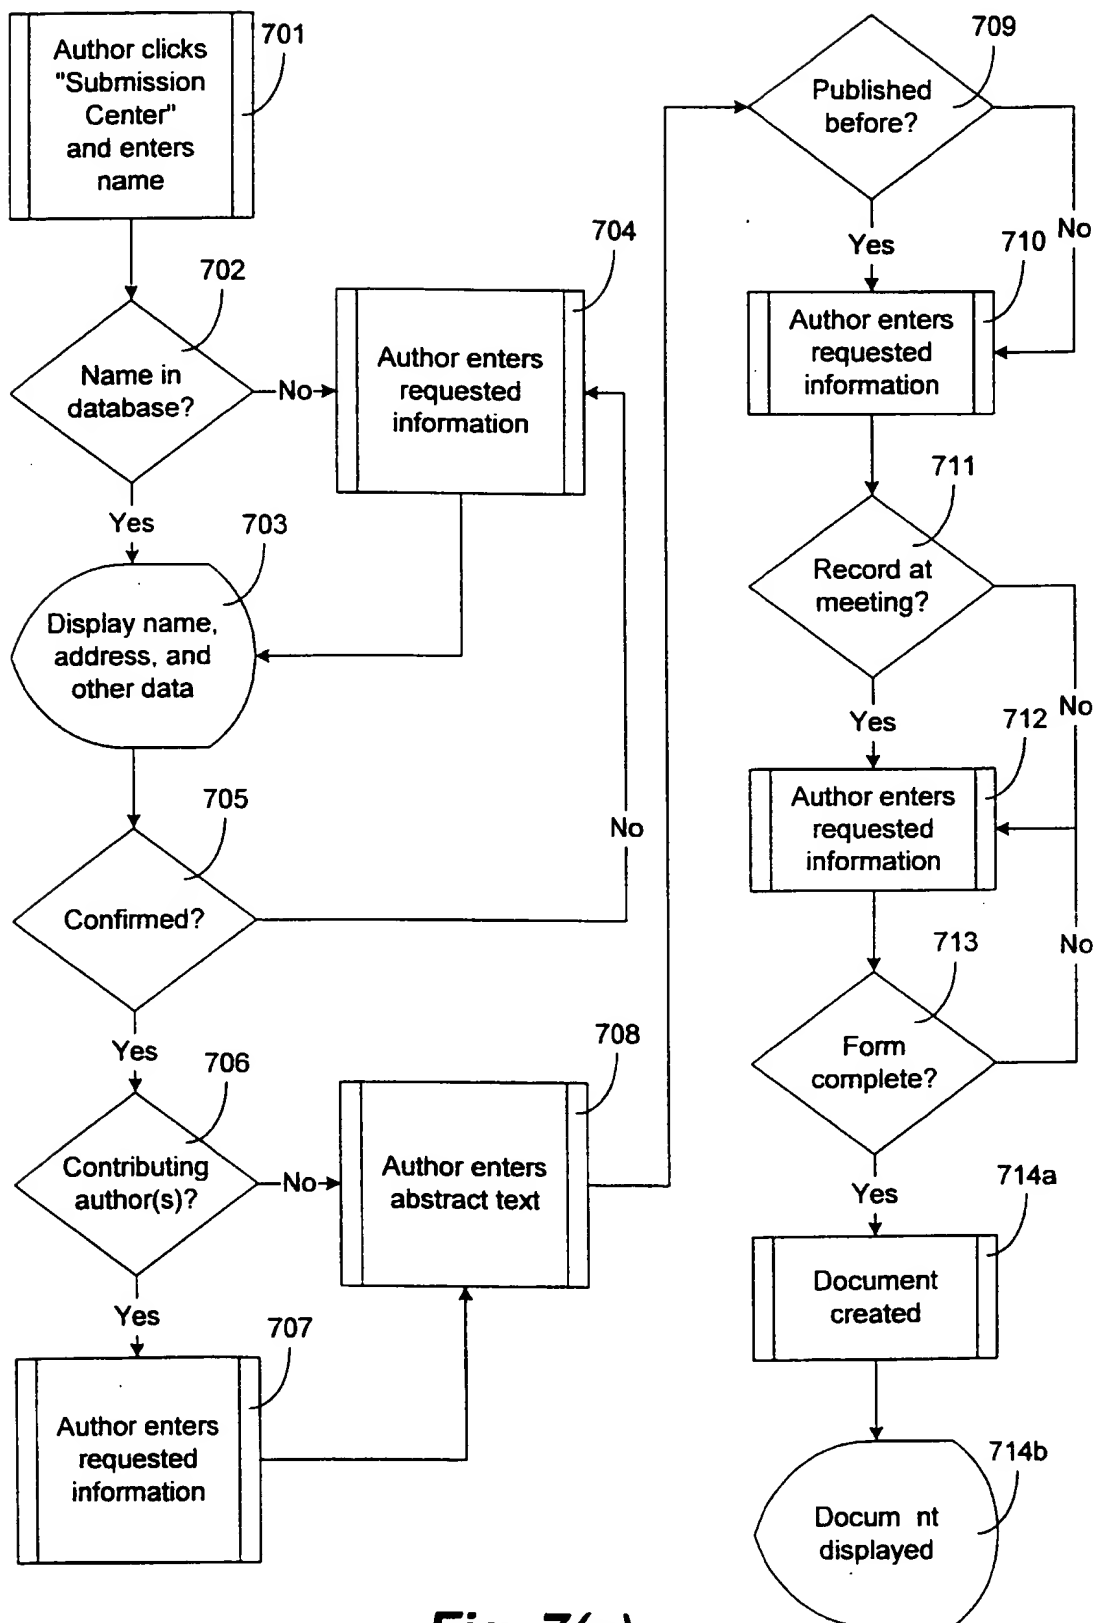 701
Author clicks
"Submission
Center"
and enters
name
702
Name in
database?
No
Yes
704
Author enters
requested
information
703
Display name,
address, and
other data
705
Confirmed?
No
Yes
706
Contributing
author(s)?
No
Yes
707
Author enters
requested
information
708
Author enters
abstract text
709
Published
before?
No
Yes
710
Author enters
requested
information
711
Record at
meeting?
No
Yes
712
Author enters
requested
information
713
Form
complete?
No
Yes
714a
Document
created
714b
Docum nt
displayed